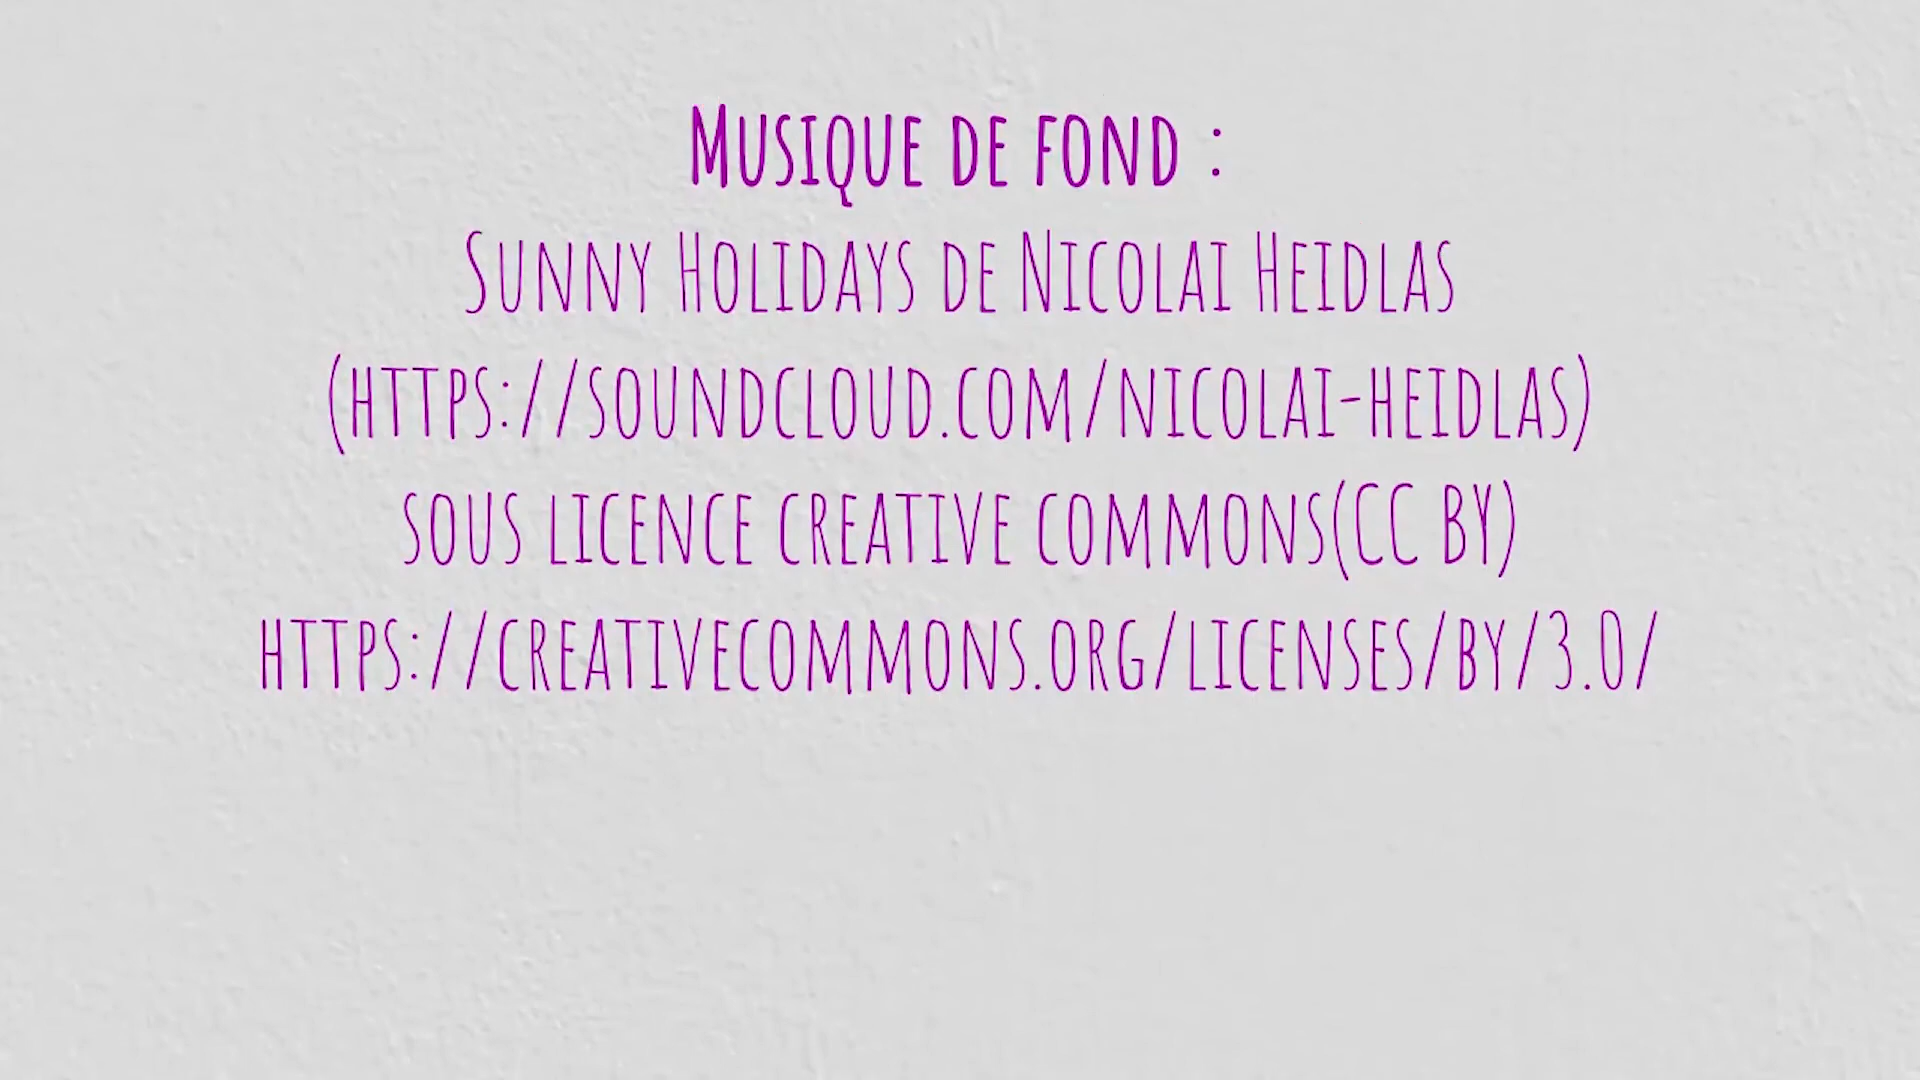 Musique de fond :
Sunny Holidays de Nicolai Heidlas
(https://soundcloud.com/nicolai-heidlas)
sous licence creative commons(CC BY)
https://creativecommons.org/licenses/by/3.0/